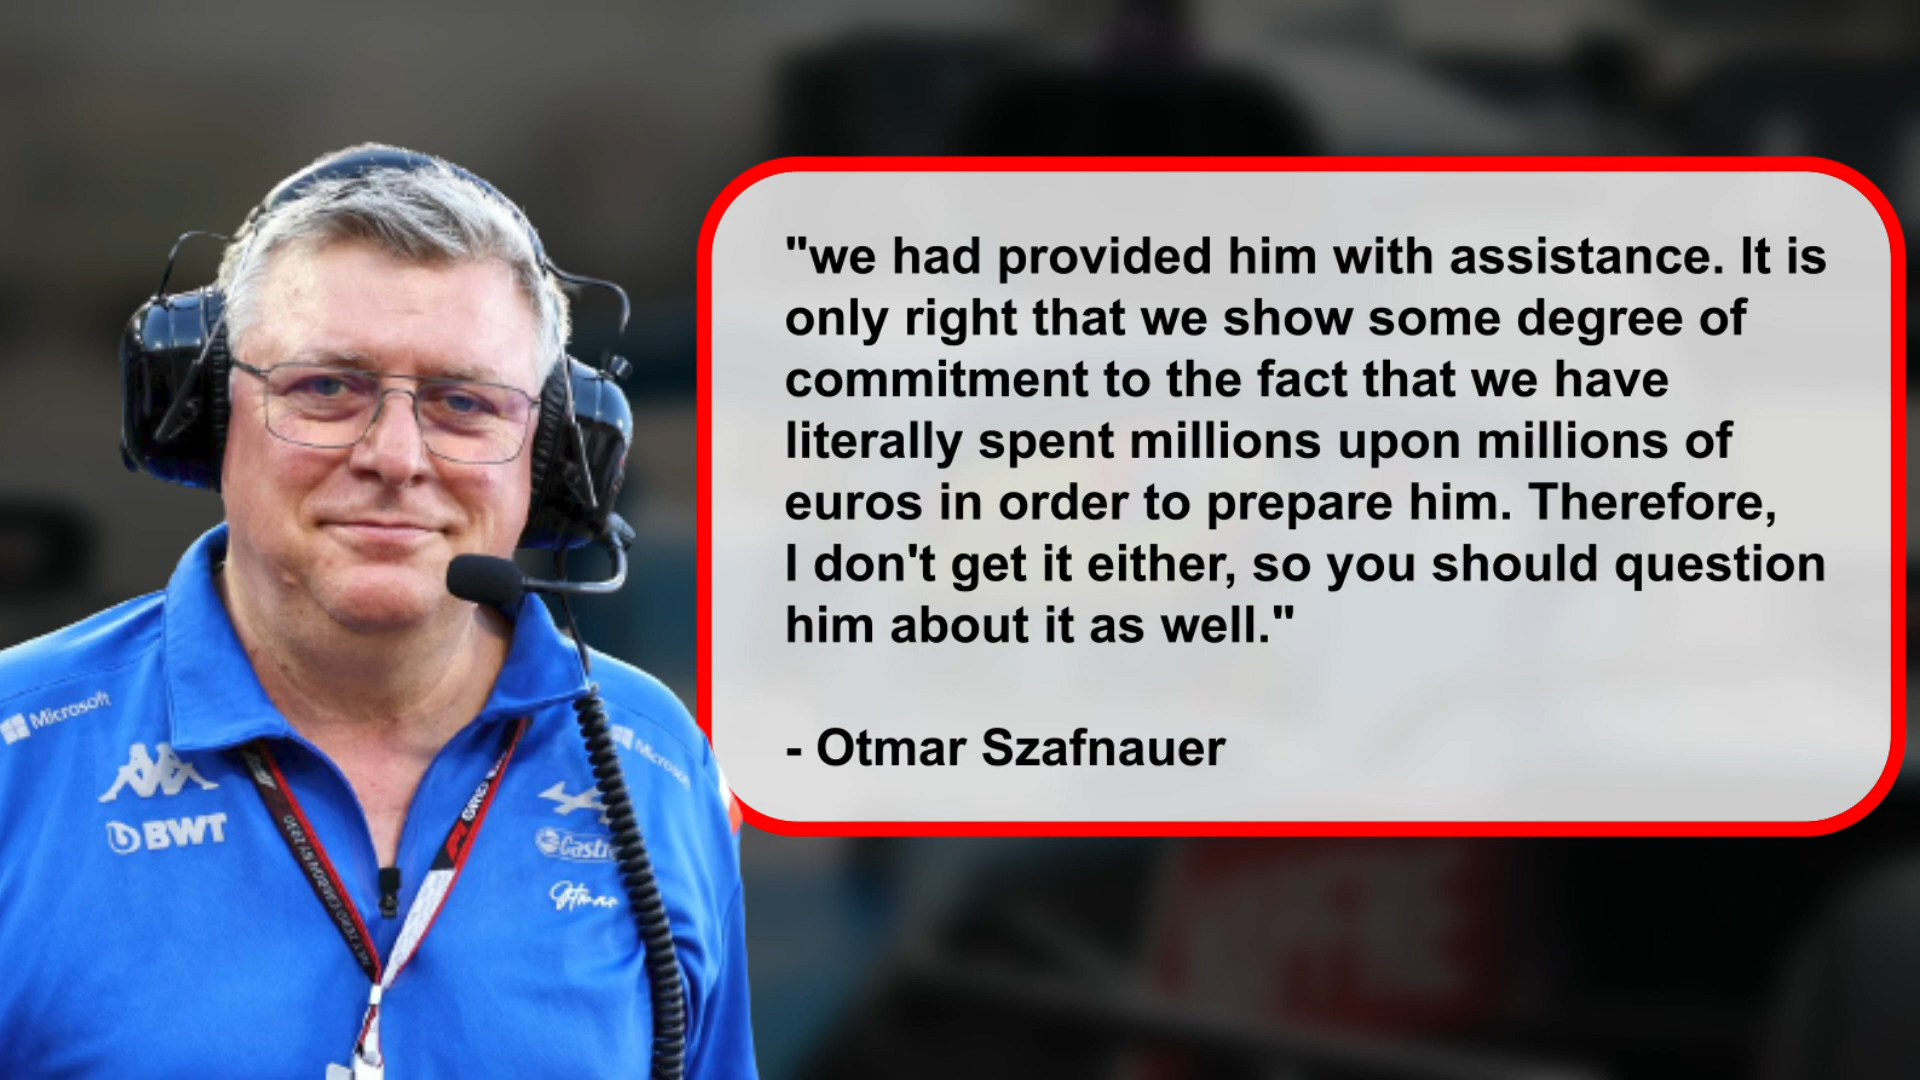 "we had provided him with assistance. It is
only right that we show some degree of
commitment to the fact that we have
literally spent millions upon millions of
euros in order to prepare him. Therefore,
I don't get it either, so you should question
him about it as well."
- Otmar Szafnauer
Microsoft
Microsoft
BWT
Castrol
Otmar